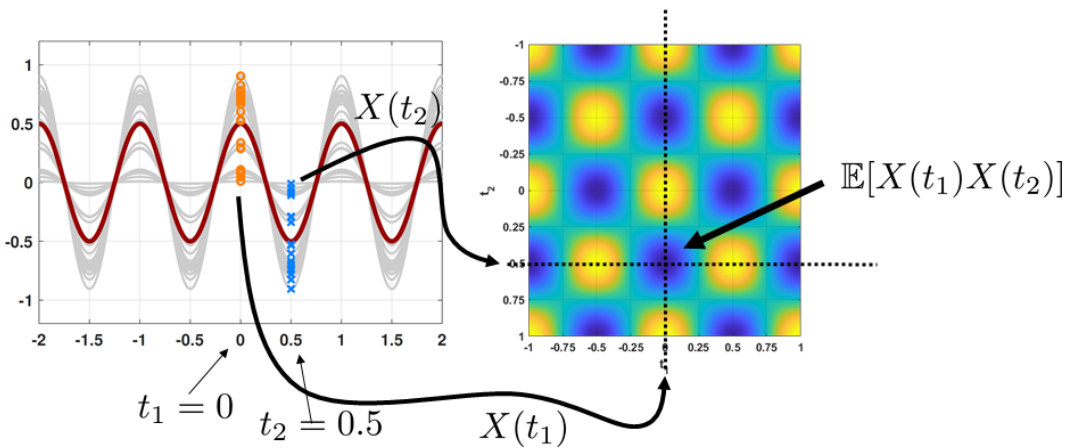 1
0.5
0
-0.5
-1
-2 -1.5 -1 -0.5 0 0.5 1 1.5 2
X(t₂)
t₁ = 0
t₂ = 0.5
X(t₁)
-1
-0.75
-0.5
-0.25
0
0.25
0.5
0.75
1
t₂
-1 -0.75 -0.5 -0.25 0 0.25 0.5 0.75 1
𝔼[X(t₁)X(t₂)]